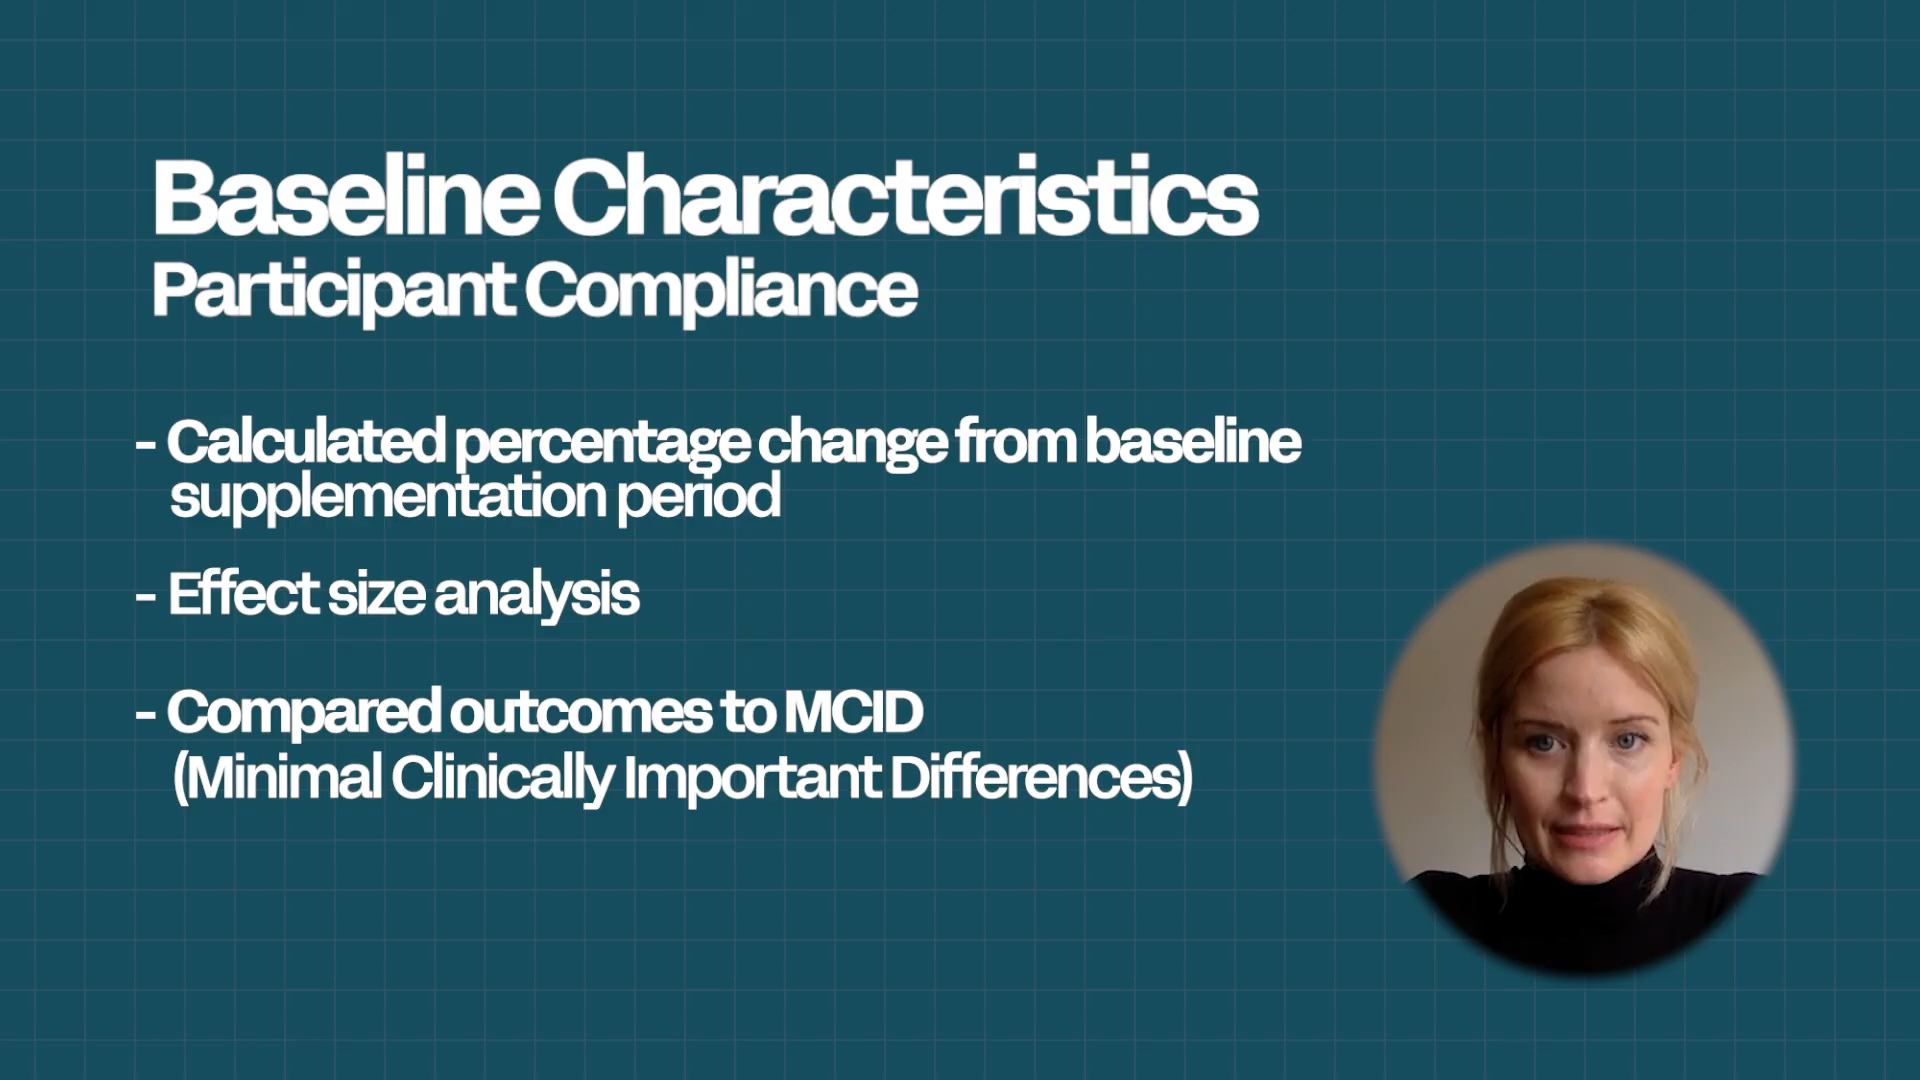 Baseline Characteristics
Participant Compliance
- Calculated percentage change from baseline
supplementation period
- Effect size analysis
- Compared outcomes to MCID
(Minimal Clinically Important Differences)